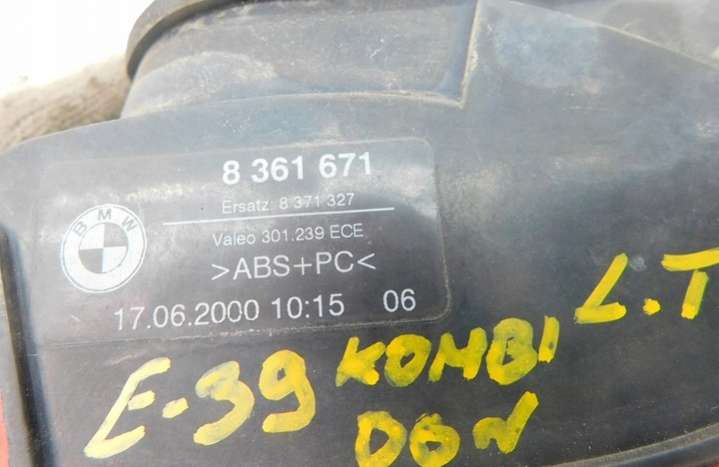 8 361 671
Ersatz: 8 371 327
BMW
Valeo 301.239 ECE
>ABS+PC<
17.06.2000 10:15 06
E-39 KOMBI L.T
DON